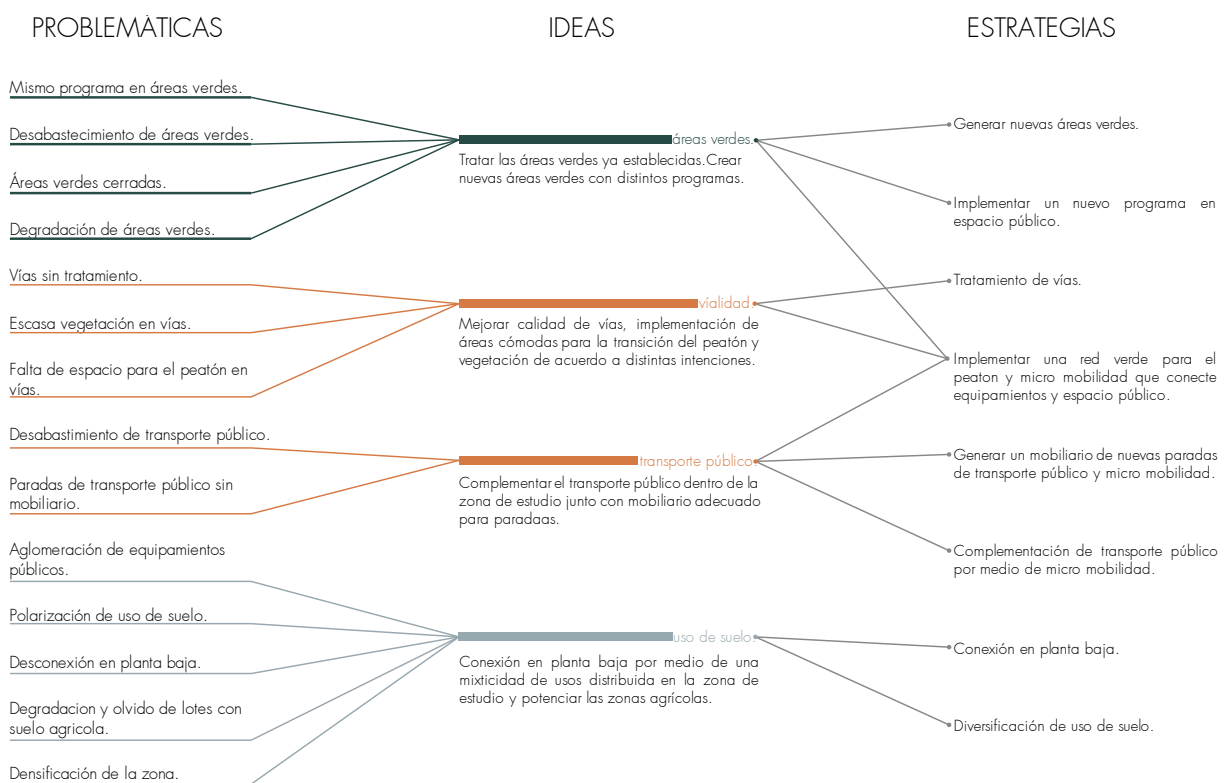 PROBLEMÀTICAS
IDEAS
ESTRATEGIAS
Mismo programa en áreas verdes.
Desabastecimiento de áreas verdes.
Áreas verdes cerradas.
Degradación de áreas verdes.
Vías sin tratamiento.
Escasa vegetación en vías.
Falta de espacio para el peatón en
vías.
Desabastimiento de transporte público.
Paradas de transporte público sin
mobiliario.
Aglomeración de equipamientos
públicos.
Polarización de uso de suelo.
Desconexión en planta baja.
Degradacion y olvido de lotes con
suelo agricola.
Densificación de la zona.
áreas verdes.
Tratar las áreas verdes ya establecidas.Crear
nuevas áreas verdes con distintos programas.
víalidad.
Mejorar calidad de vías, implementación de
áreas cómodas para la transición del peatón y
vegetación de acuerdo a distintas intenciones.
transporte público.
Complementar el transporte público dentro de la
zona de estudio junto con mobiliario adecuado
para paradaas.
uso de suelo.
Conexión en planta baja por medio de una
mixticidad de usos distribuida en la zona de
estudio y potenciar las zonas agrícolas.
Generar nuevas áreas verdes.
Implementar un nuevo programa en
espacio público.
Tratamiento de vías.
Implementar una red verde para el
peaton y micro mobilidad que conecte
equipamientos y espacio público.
Generar un mobiliario de nuevas paradas
de transporte público y micro mobilidad.
Complementación de transporte público
por medio de micro mobilidad.
Conexión en planta baja.
Diversificación de uso de suelo.